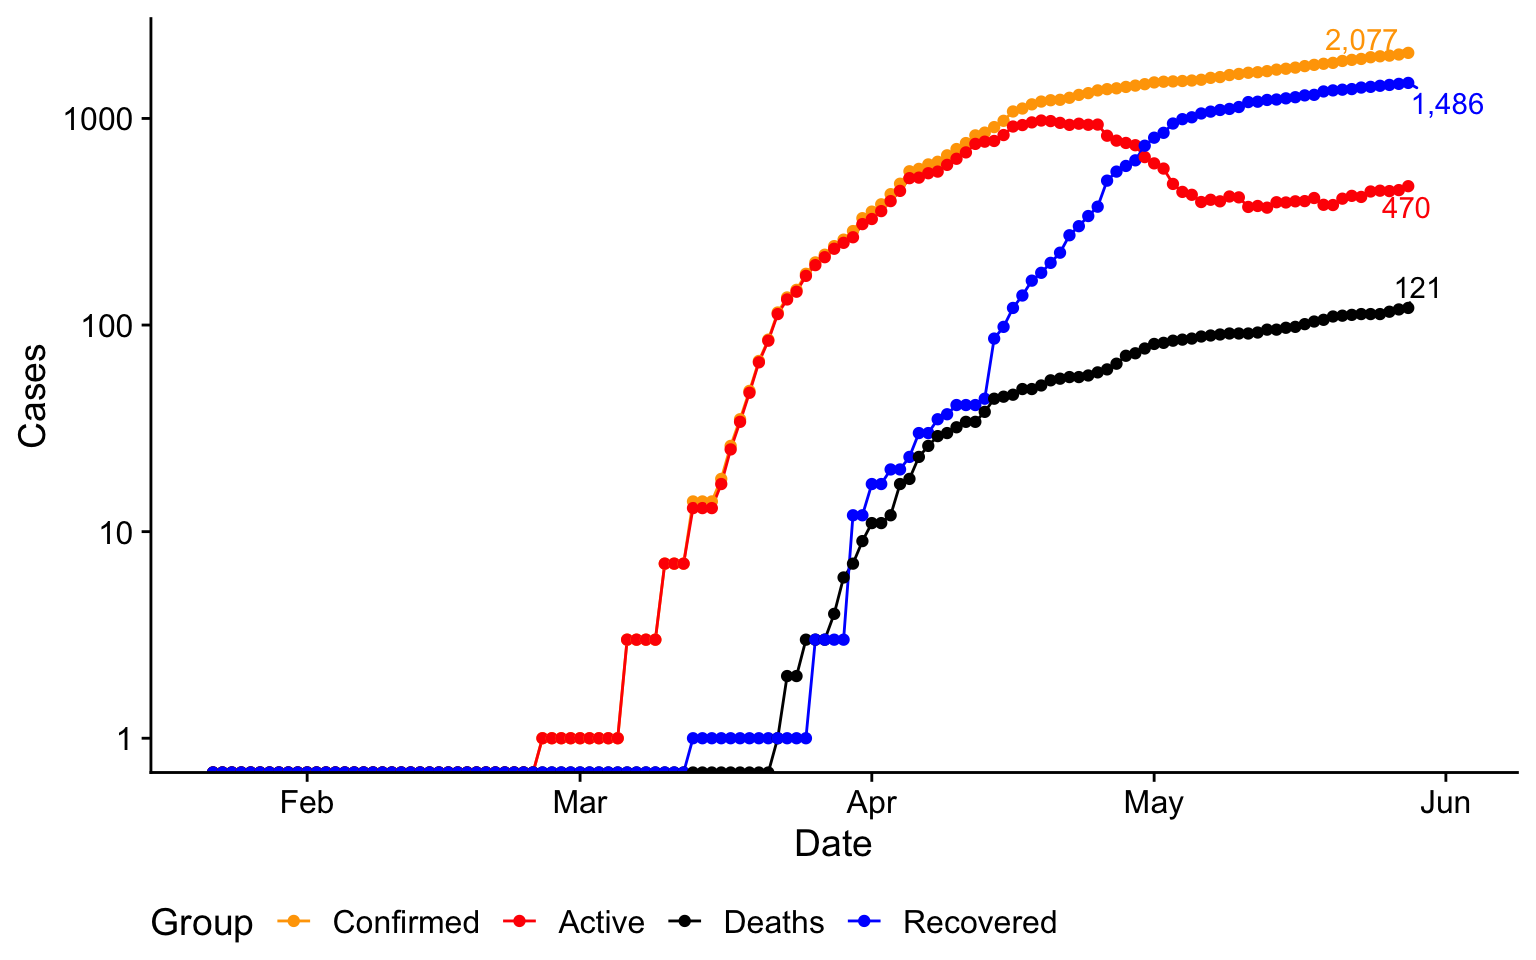 2,077
1000
1,486
470
121
100
Cases
10
1
Feb Mar Apr May Jun
Date
Group Confirmed Active Deaths Recovered